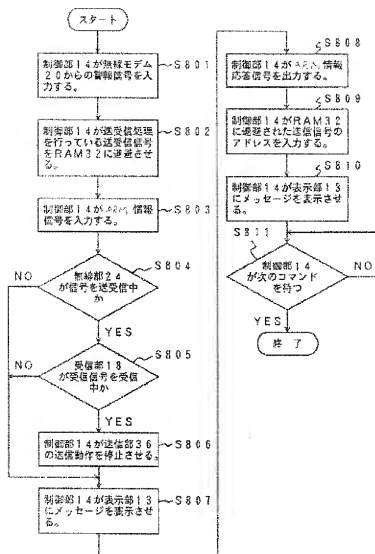 スタート
制御部14が無線モデム
20からの警報信号を入
力する。
S801
制御部14が送受信処理
を行っている送受信信号
をRAM32に退避させ
る。
S802
制御部14がALRM情報
信号を入力する。
S803
無線部24
が信号を送受信中
か
S804
NO
YES
受信部18
が受信信号を受信
中か
S805
NO
YES
制御部14が送信部36
の送信動作を停止させる。
S806
制御部14が表示部13
にメッセージを表示させ
る。
S807
制御部14が
情報
応答信号を出力する。
S808
制御部14がRAM32
に退避された送信信号の
アドレスを入力する。
S809
制御部14が表示部13
にメッセージを表示させ
る。
S810
制御部14
が次のコマンド
を待つ
S811
NO
YES
終了